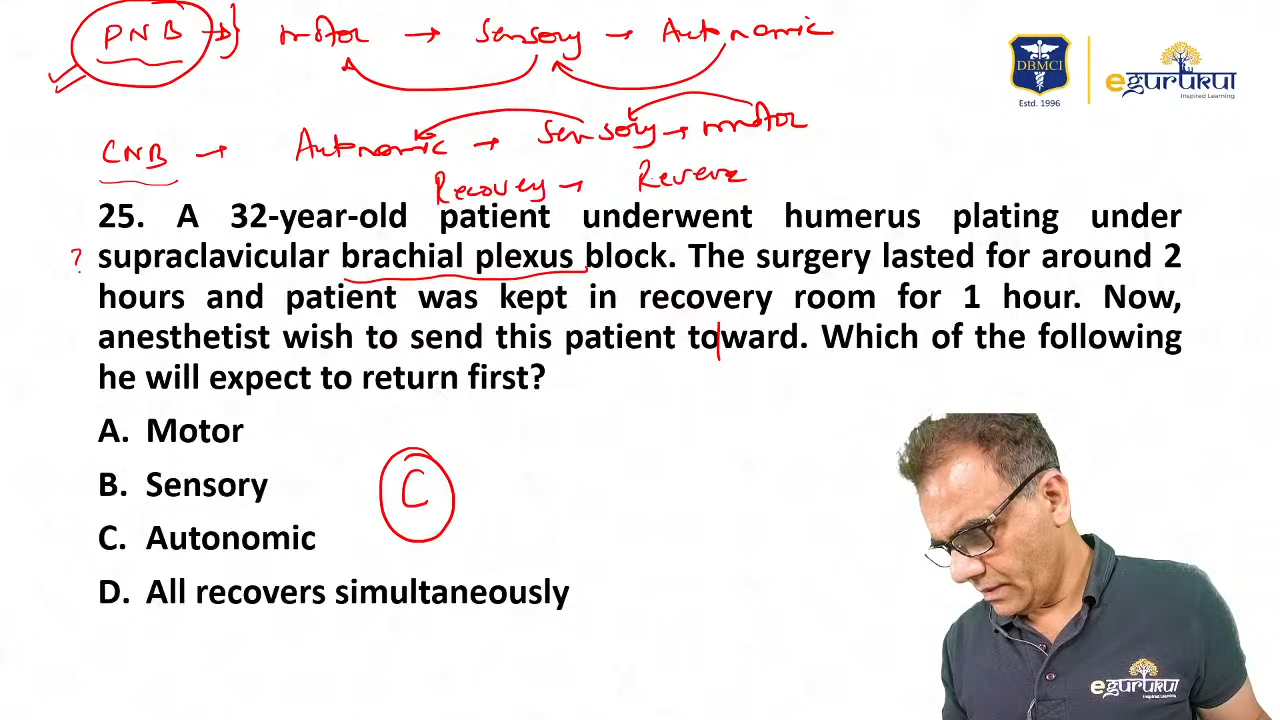 PNB → } motor → Sensory → Autonomic
DBMCI
Estd. 1996
egurukul
Inspired Learning
CNB → Autonomic → Sensory → motor
Recovery → Reverse
25. A 32-year-old patient underwent humerus plating under
? supraclavicular brachial plexus block. The surgery lasted for around 2
hours and patient was kept in recovery room for 1 hour. Now,
anesthetist wish to send this patient toward. Which of the following
he will expect to return first?
A. Motor
B. Sensory
C. Autonomic
D. All recovers simultaneously
C
egurukul